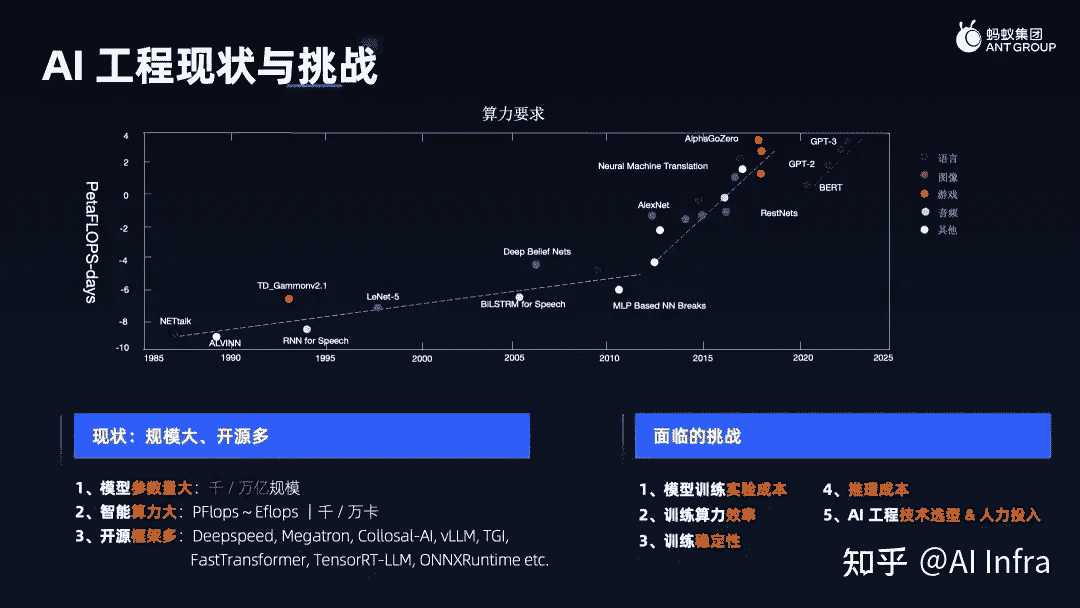 AI 工程现状与挑战
蚂蚁集团
ANT GROUP
算力要求
PetaFLOPS-days
4
2
0
-2
-4
-6
-8
-10
1985
1990
1995
2000
2005
2010
2015
2020
2025
NETtalk
ALVINN
TD_Gammonv2.1
RNN for Speech
LeNet-5
Deep Belief Nets
BiLSTRM for Speech
MLP Based NN Breaks
AlexNet
Neural Machine Translation
AlphaGoZero
RestNets
GPT-3
GPT-2
BERT
语言
图像
游戏
音频
其他
现状：规模大、开源多
1、模型参数量大：千 / 万亿规模
2、智能算力大：PFlops ~ Eflops ｜千 / 万卡
3、开源框架多：Deepspeed, Megatron, Collosal-AI, vLLM, TGI,
FastTransformer, TensorRT-LLM, ONNXRuntime etc.
面临的挑战
1、模型训练实验成本
2、训练算力效率
3、训练稳定性
4、推理成本
5、AI 工程技术选型 & 人力投入
知乎 @AI Infra